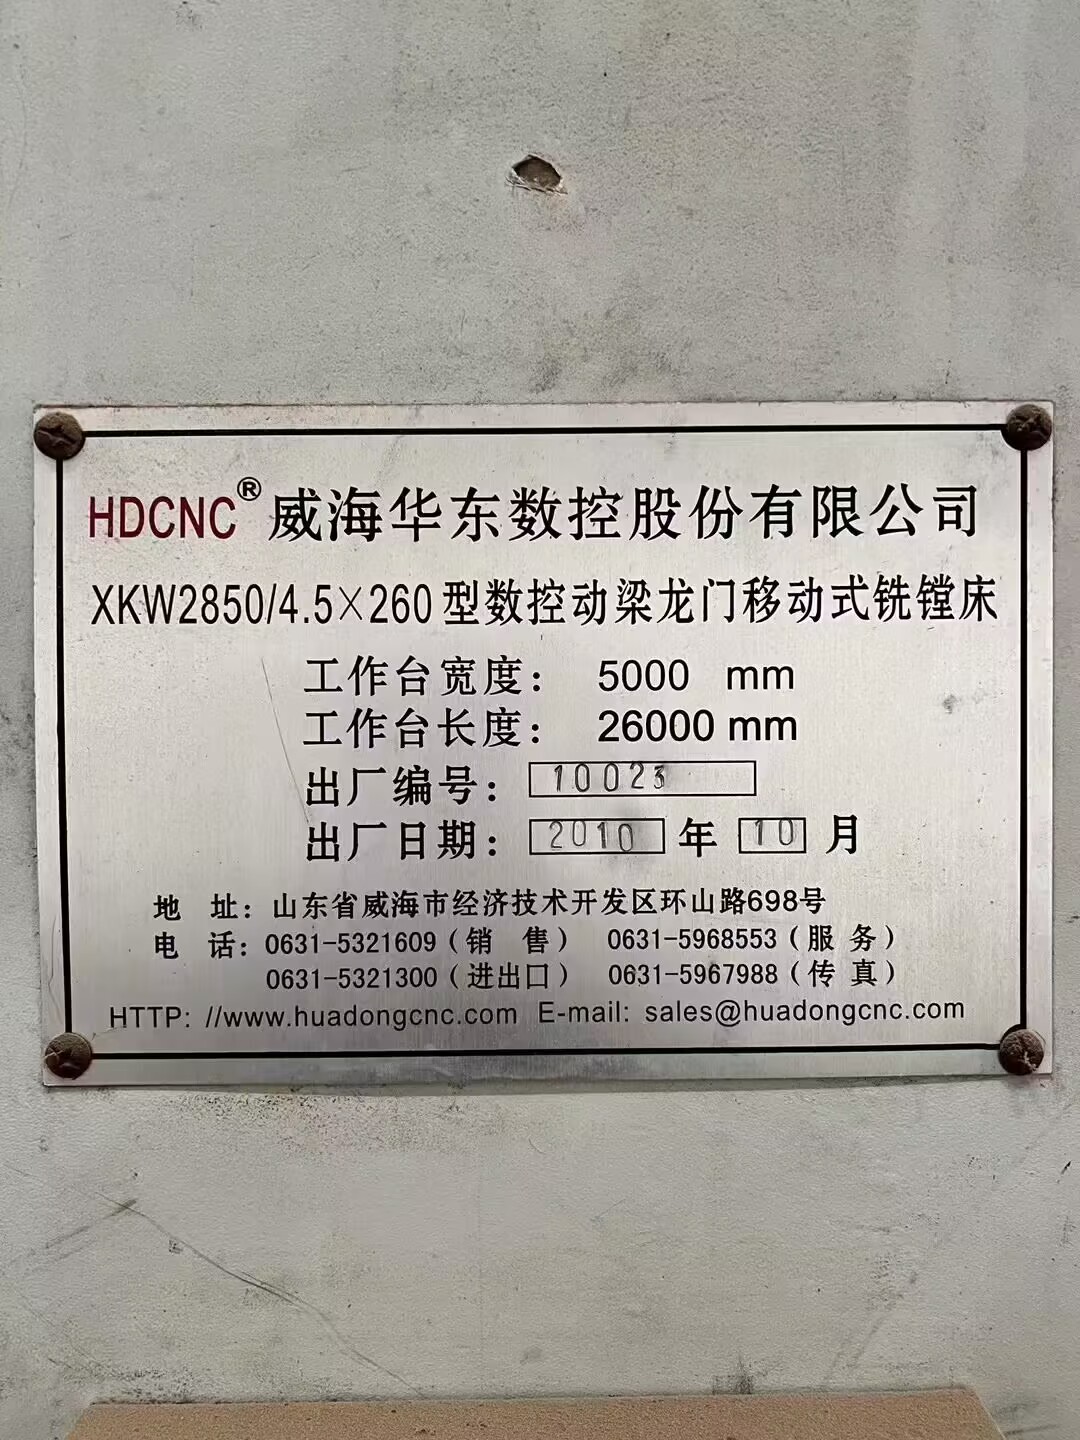 HDCNC® 威海华东数控股份有限公司
XKW2850/4.5×260型数控动梁龙门移动式铣镗床
工作台宽度： 5000 mm
工作台长度： 26000 mm
出厂编号： 10023
出厂日期： 2010 年 10 月
地 址：山东省威海市经济技术开发区环山路698号
电 话：0631-5321609（销 售） 0631-5968553（服 务）
0631-5321300（进出口） 0631-5967988（传 真）
HTTP: //www.huadongcnc.com E-mail: sales@huadongcnc.com